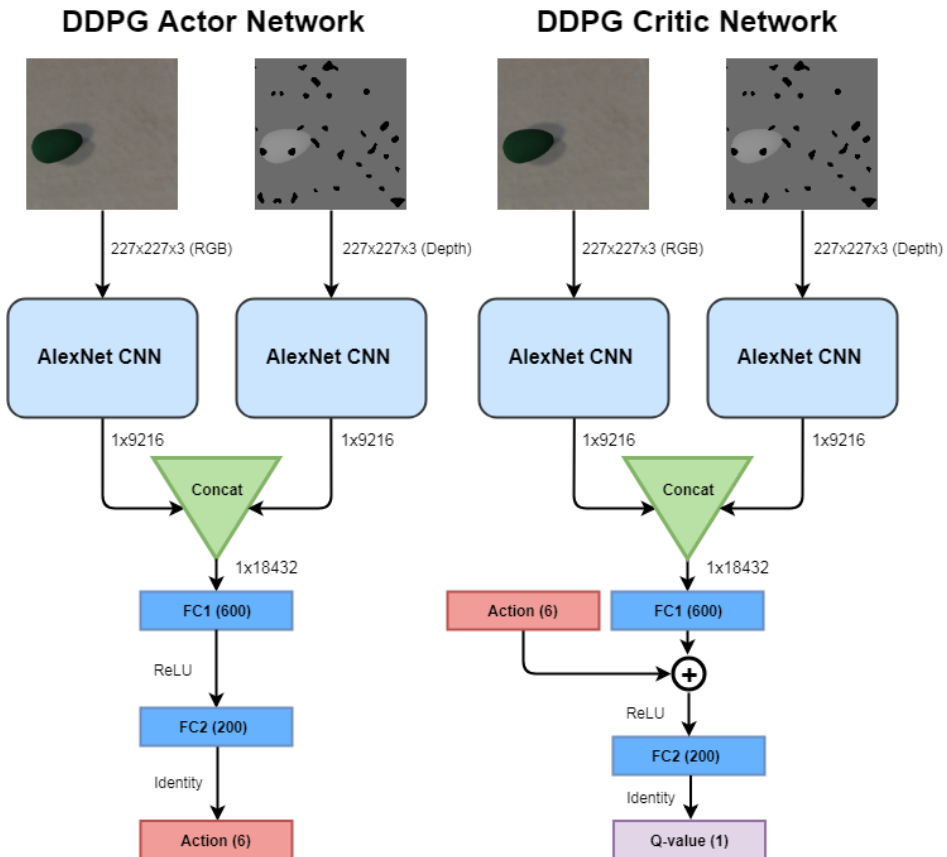 DDPG Actor Network
227x227x3 (RGB)
227x227x3 (Depth)
AlexNet CNN
AlexNet CNN
1x9216
1x9216
Concat
1x18432
FC1 (600)
ReLU
FC2 (200)
Identity
Action (6)
DDPG Critic Network
227x227x3 (RGB)
227x227x3 (Depth)
AlexNet CNN
AlexNet CNN
1x9216
1x9216
Concat
1x18432
Action (6)
FC1 (600)
+
ReLU
FC2 (200)
Identity
Q-value (1)